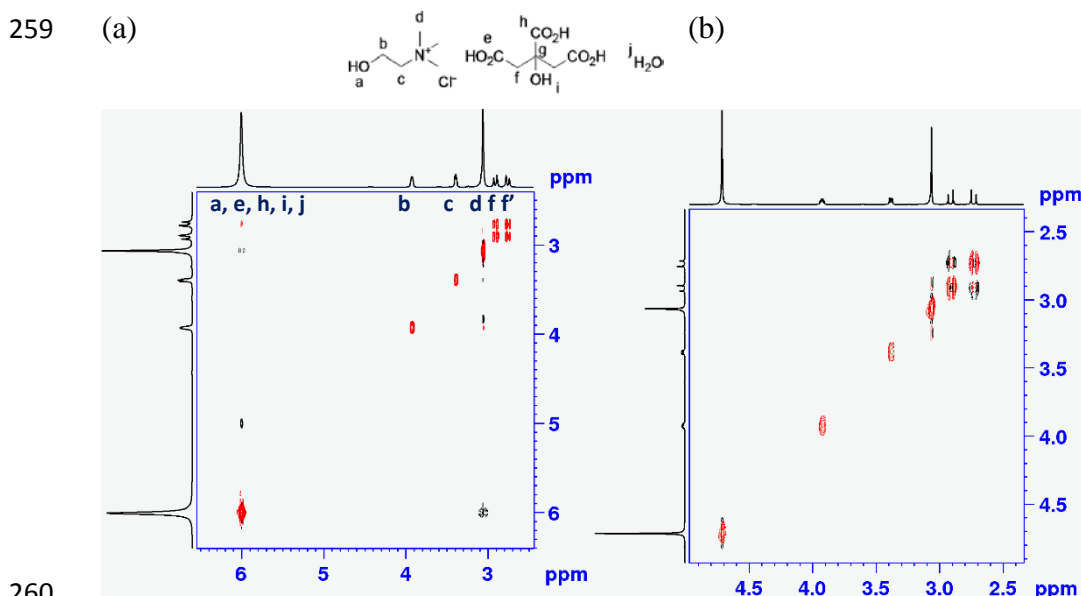 259 (a) (b)
d
h
CO₂H
b
e
N⁺
g
HO₂C
CO₂H
j
H₂O
HO
a
c
Cl⁻
f
OH
i
ppm
a, e, h, i, j b c d f f'
3
4
5
6
6 5 4 3 ppm
ppm
2.5
3.0
3.5
4.0
4.5
4.5 4.0 3.5 3.0 2.5 ppm
260